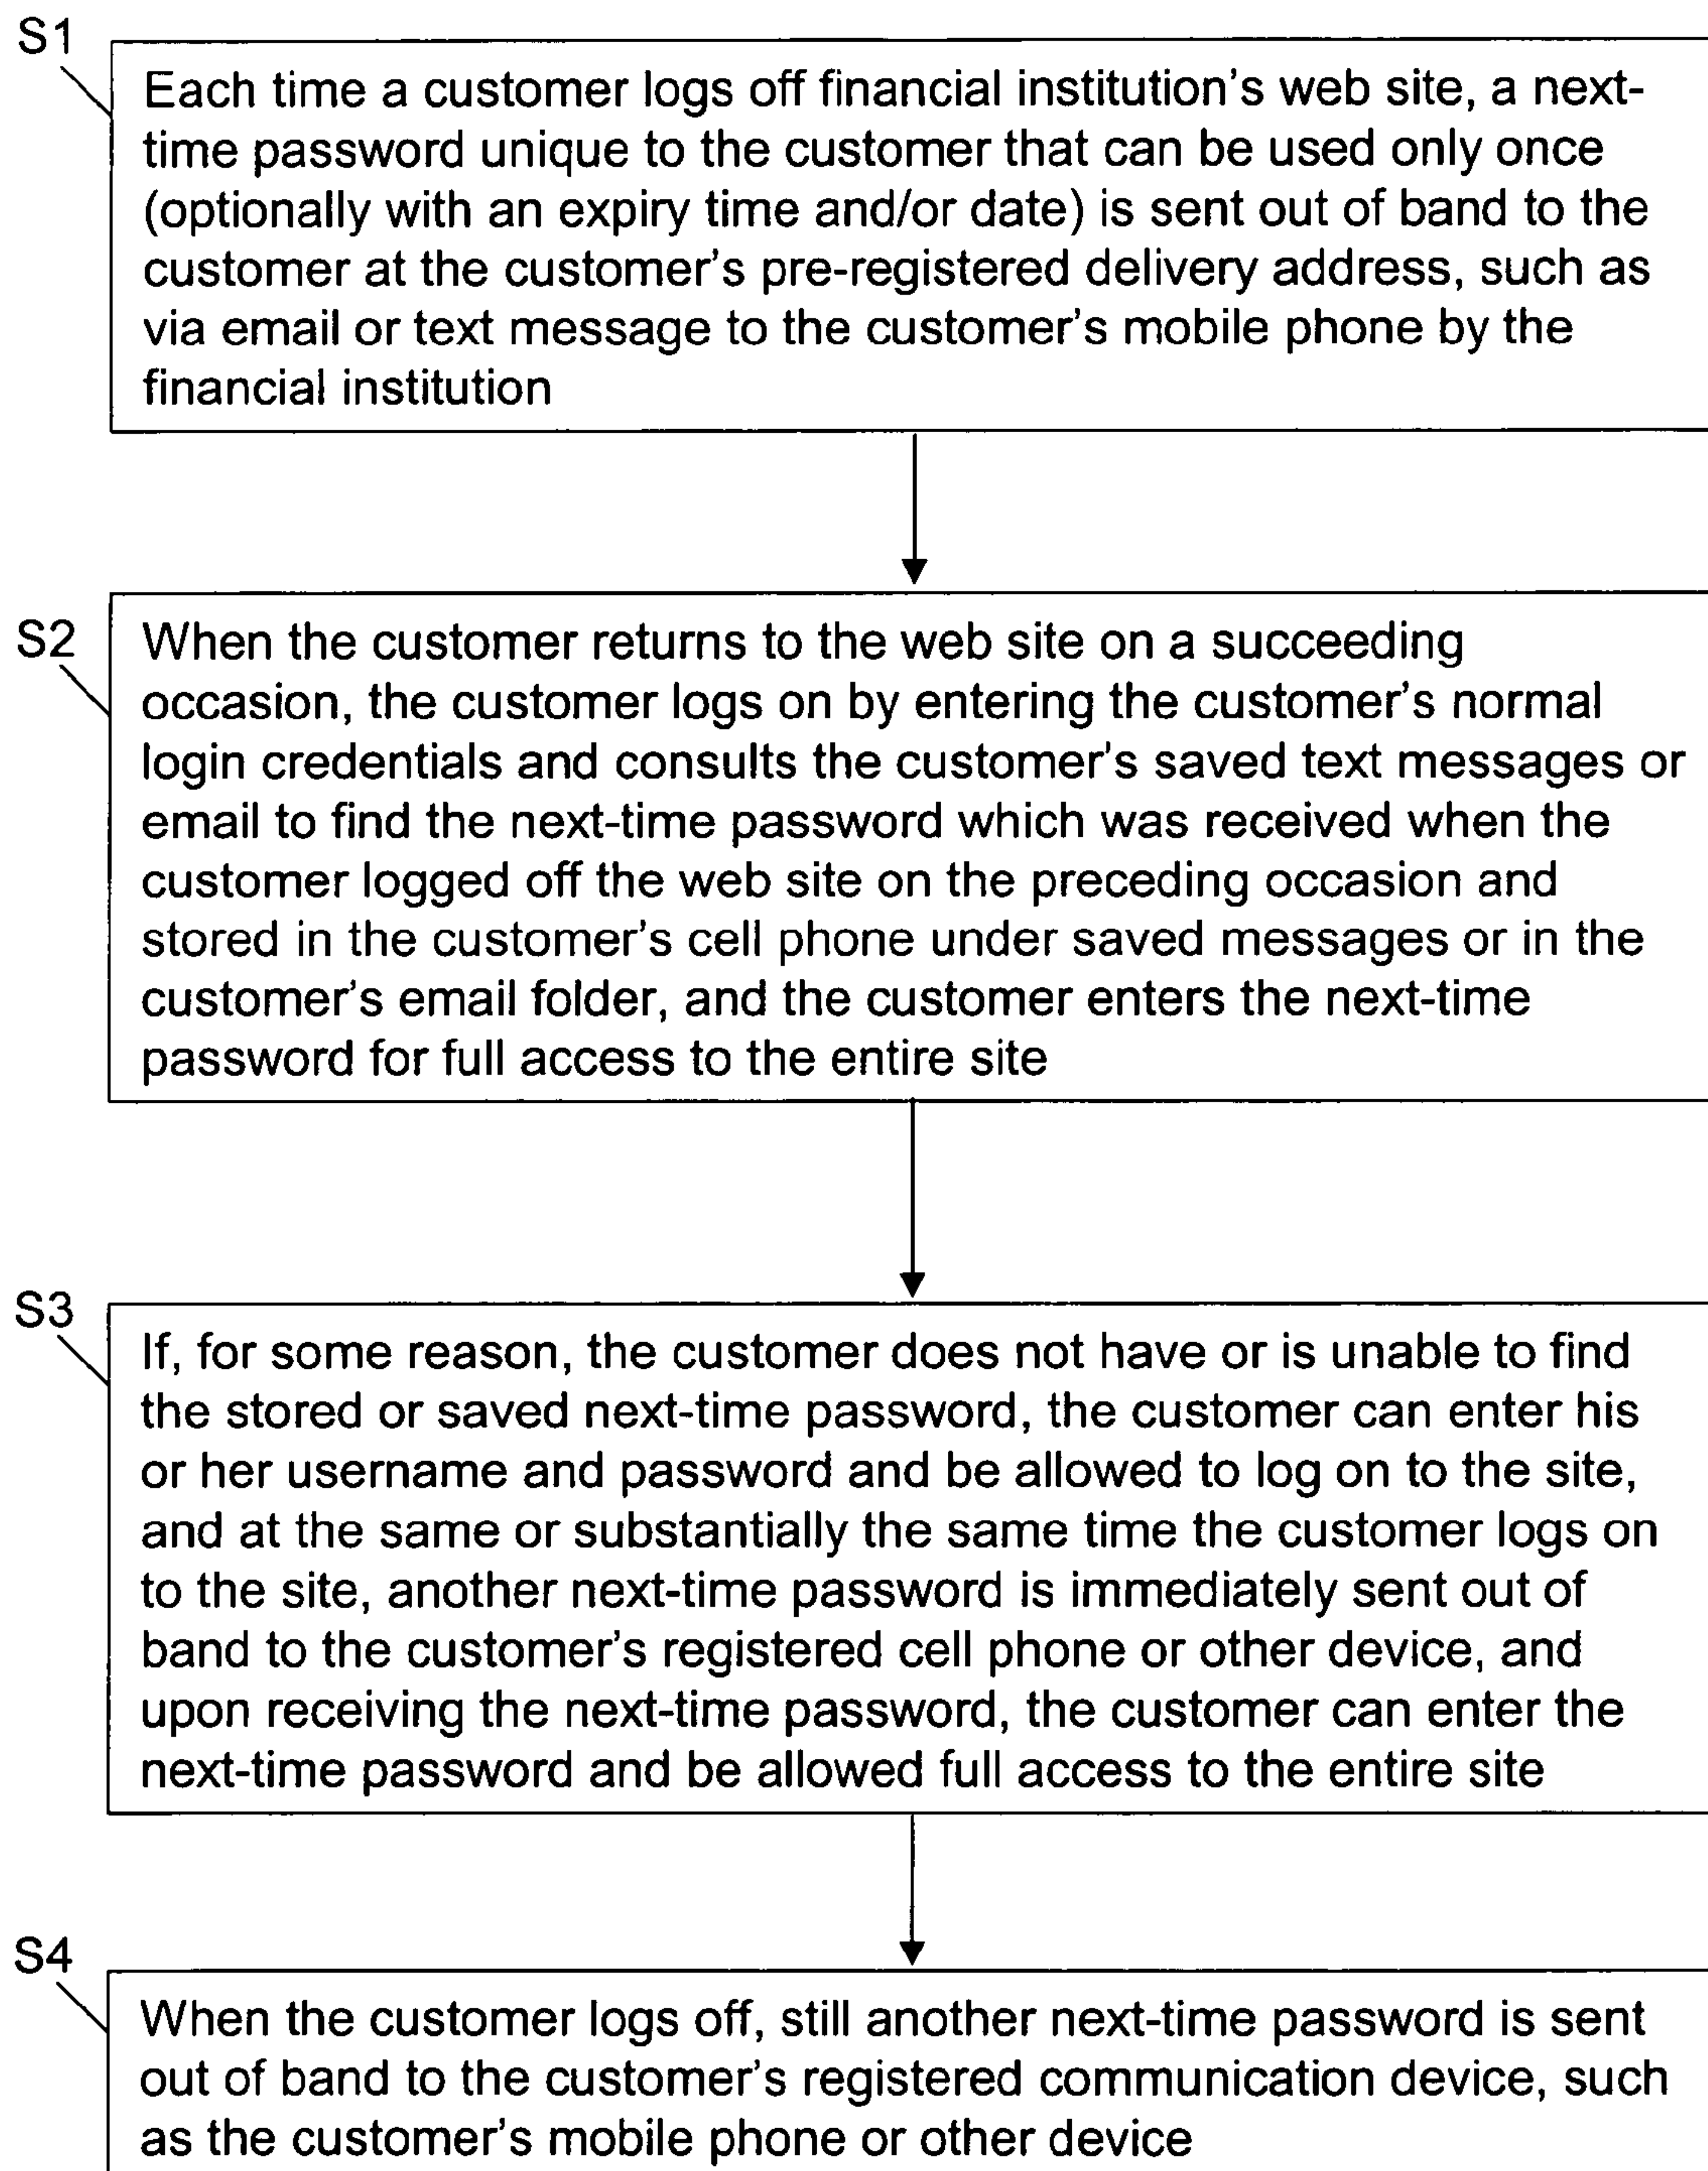 S1
Each time a customer logs off financial institution's web site, a next-
time password unique to the customer that can be used only once
(optionally with an expiry time and/or date) is sent out of band to the
customer at the customer's pre-registered delivery address, such as
via email or text message to the customer's mobile phone by the
financial institution
S2
When the customer returns to the web site on a succeeding
occasion, the customer logs on by entering the customer's normal
login credentials and consults the customer's saved text messages or
email to find the next-time password which was received when the
customer logged off the web site on the preceding occasion and
stored in the customer's cell phone under saved messages or in the
customer's email folder, and the customer enters the next-time
password for full access to the entire site
S3
If, for some reason, the customer does not have or is unable to find
the stored or saved next-time password, the customer can enter his
or her username and password and be allowed to log on to the site,
and at the same or substantially the same time the customer logs on
to the site, another next-time password is immediately sent out of
band to the customer's registered cell phone or other device, and
upon receiving the next-time password, the customer can enter the
next-time password and be allowed full access to the entire site
S4
When the customer logs off, still another next-time password is sent
out of band to the customer's registered communication device, such
as the customer's mobile phone or other device